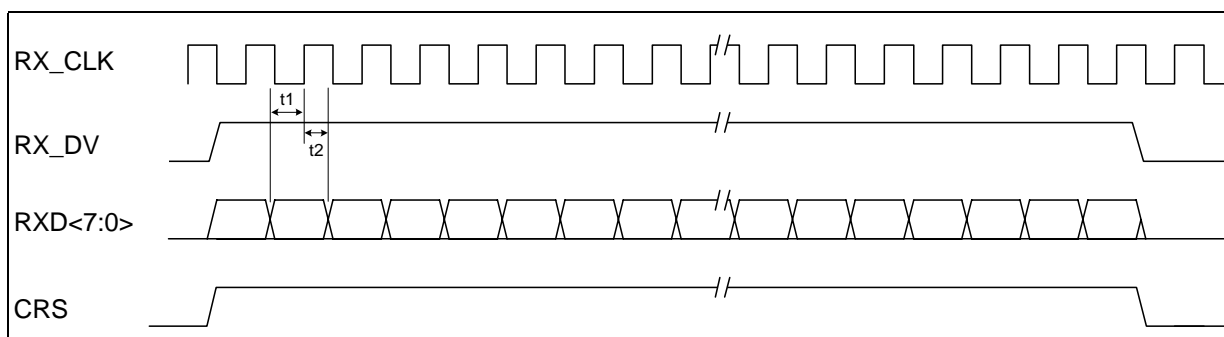 RX_CLK
t1
RX_DV
t2
RXD<7:0>
CRS